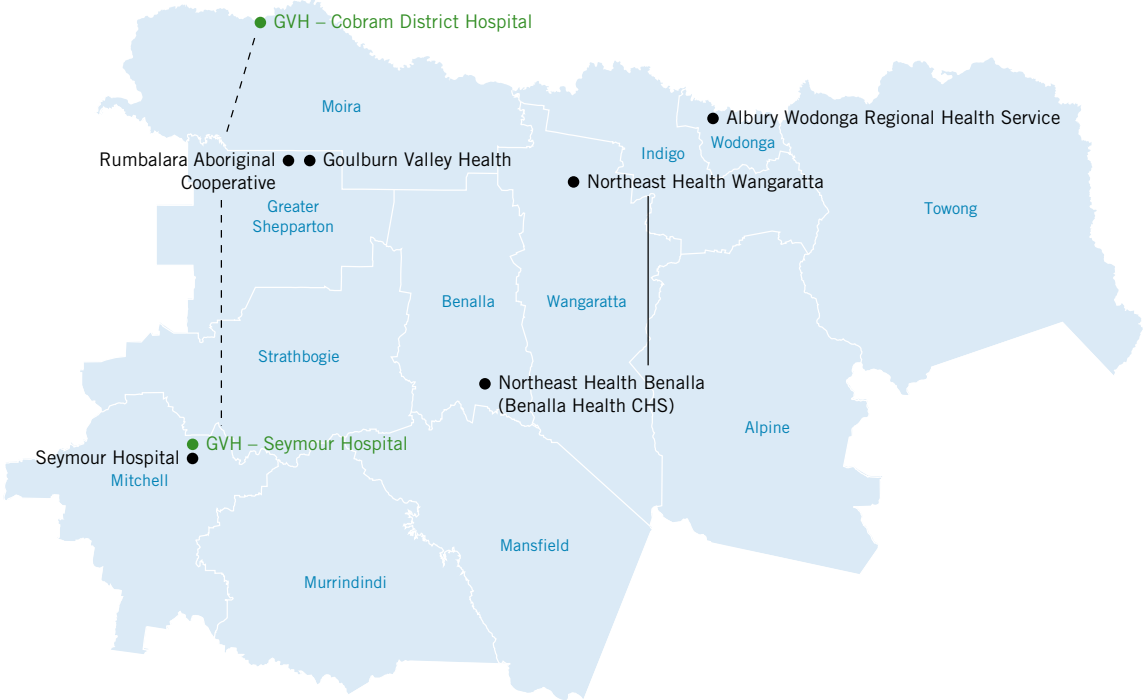 GVH – Cobram District Hospital
Moira
Albury Wodonga Regional Health Service
Wodonga
Indigo
Rumbalara Aboriginal
Cooperative
Goulburn Valley Health
Northeast Health Wangaratta
Greater
Shepparton
Towong
Benalla
Wangaratta
Strathbogie
Northeast Health Benalla
(Benalla Health CHS)
Alpine
GVH – Seymour Hospital
Seymour Hospital
Mitchell
Mansfield
Murrindindi